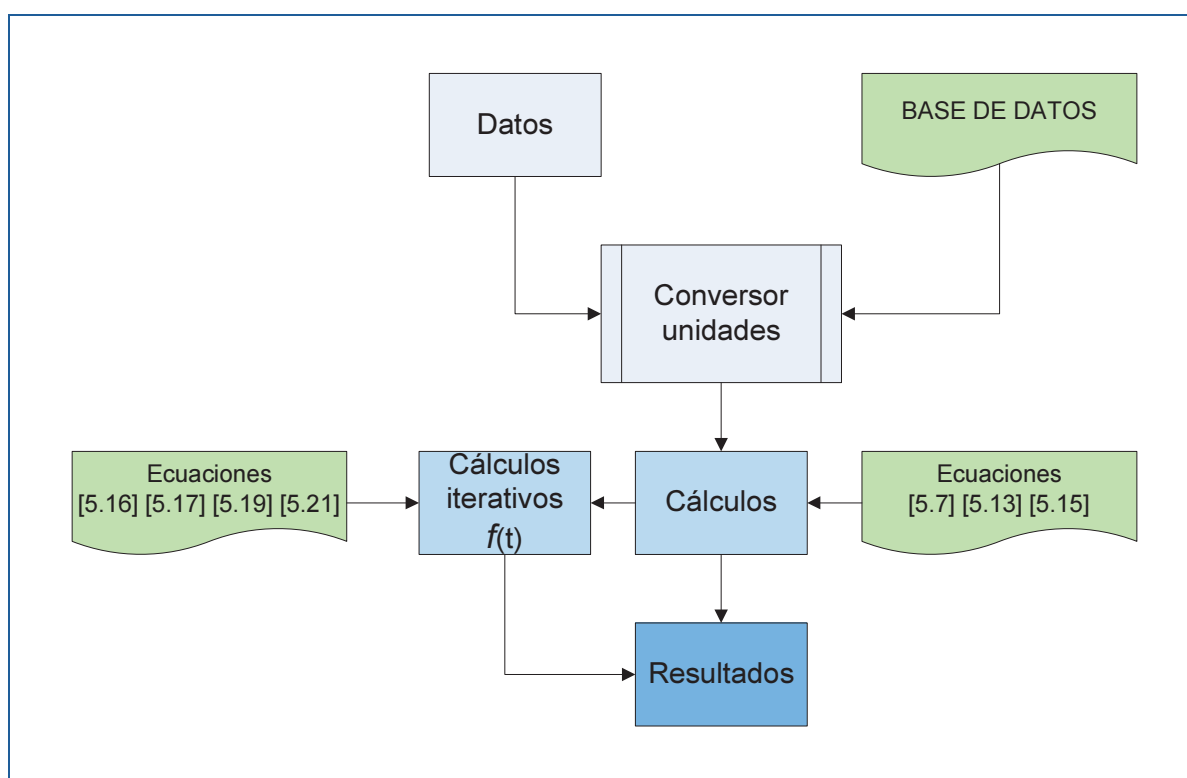 Datos
BASE DE DATOS
Conversor
unidades
Ecuaciones
[5.16] [5.17] [5.19] [5.21]
Cálculos
iterativos
f(t)
Cálculos
Ecuaciones
[5.7] [5.13] [5.15]
Resultados